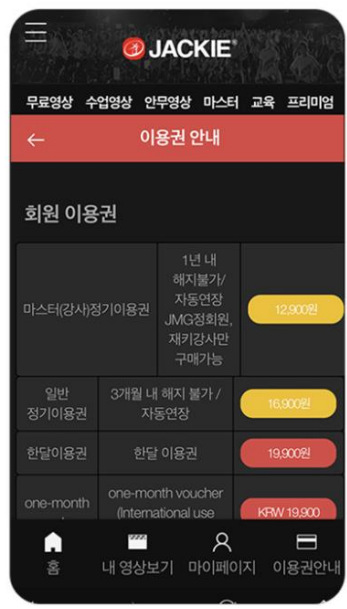 JACKIE
무료영상 수업영상 안무영상 마스터 교육 프리미엄
← 이용권 안내
회원 이용권
마스터(강사)정기이용권
1년 내
해지불가/
자동연장
JMG정회원,
재키강사만
구매가능
12,900원
일반
정기이용권
3개월 내 해지 불가 /
자동연장
16,900원
한달이용권
한달 이용권
19,900원
one-month
one-month voucher
(International use
KRW 19,900
홈 내 영상보기 마이페이지 이용권안내